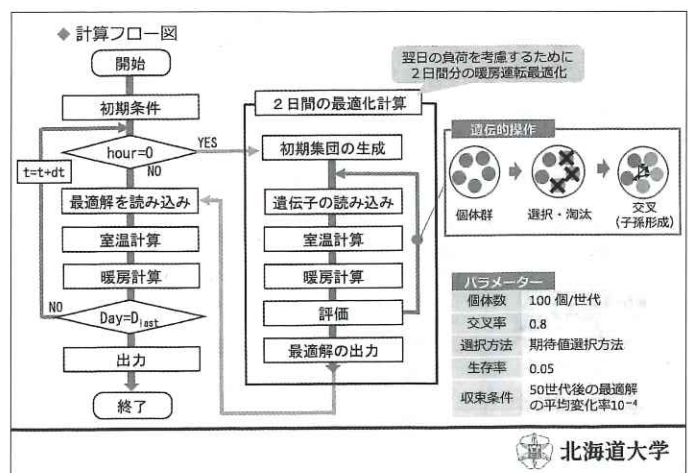 ◆ 計算フロー図
開始
初期条件
hour=0
YES
NO
t=t+dt
最適解を読み込み
室温計算
暖房計算
NO
Day=Dlast
出力
終了
翌日の負荷を考慮するために
2日間分の暖房運転最適化
2日間の最適化計算
初期集団の生成
遺伝子の読み込み
室温計算
暖房計算
評価
最適解の出力
遺伝的操作
個体群
選択・淘汰
交叉
(子孫形成)
パラメーター
個体数 100 個/世代
交叉率 0.8
選択方法 期待値選択方法
生存率 0.05
収束条件 50世代後の最適解
の平均変化率10⁻⁴
北海道大学